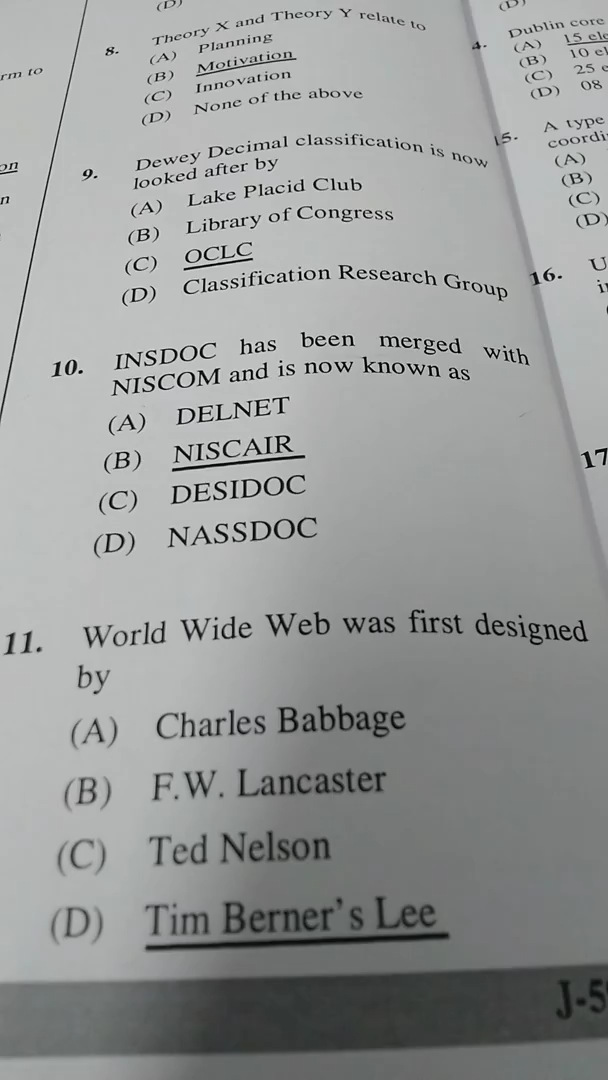 (D)
8. Theory X and Theory Y relate to
(A) Planning
(B) Motivation
(C) Innovation
(D) None of the above
9. Dewey Decimal classification is now
looked after by
(A) Lake Placid Club
(B) Library of Congress
(C) OCLC
(D) Classification Research Group
10. INSDOC has been merged with
NISCOM and is now known as
(A) DELNET
(B) NISCAIR
(C) DESIDOC
(D) NASSDOC
11. World Wide Web was first designed
by
(A) Charles Babbage
(B) F.W. Lancaster
(C) Ted Nelson
(D) Tim Berner's Lee
rm to
on
n
(D)
4. Dublin core
(A) 15 ele
(B) 10 el
(C) 25 e
(D) 08
15. A type
coordi
(A)
(B)
(C)
(D)
16. U
i
17
J-5